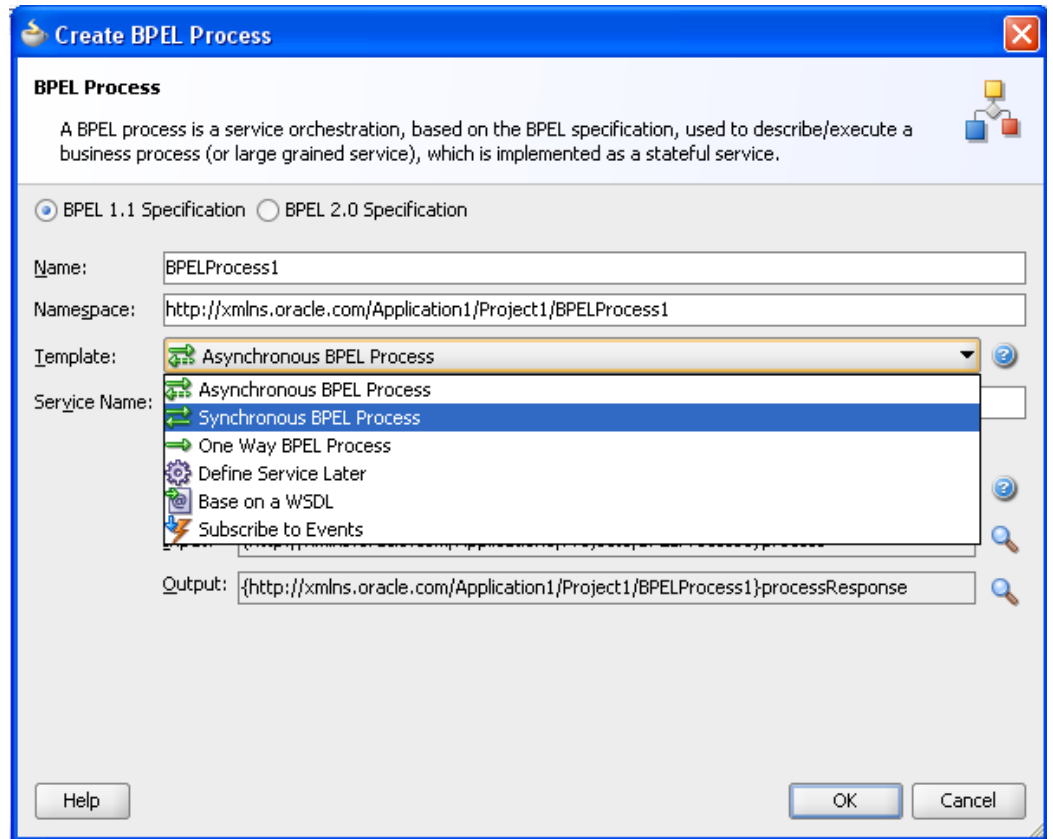 Create BPEL Process
BPEL Process
A BPEL process is a service orchestration, based on the BPEL specification, used to describe/execute a
business process (or large grained service), which is implemented as a stateful service.
BPEL 1.1 Specification BPEL 2.0 Specification
Name: BPELProcess1
Namespace: http://xmlns.oracle.com/Application1/Project1/BPELProcess1
Template: Asynchronous BPEL Process
Asynchronous BPEL Process
Service Name:
Synchronous BPEL Process
One Way BPEL Process
Define Service Later
Base on a WSDL
Subscribe to Events
Output: {http://xmlns.oracle.com/Application1/Project1/BPELProcess1}processResponse
Help OK Cancel